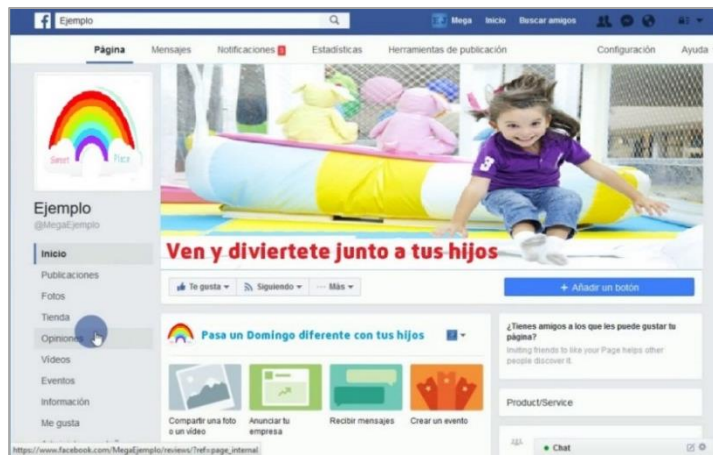 Ejemplo
Mega Inicio Buscar amigos
Página Mensajes Notificaciones Estadísticas Herramientas de publicación Configuración Ayuda
Sweet Place
Ejemplo
@MegaEjemplo
Inicio
Publicaciones
Fotos
Tienda
Opiniones
Vídeos
Eventos
Información
Me gusta
Ven y diviertete junto a tus hijos
Te gusta Siguiendo Más
+ Añadir un botón
Pasa un Domingo diferente con tus hijos
Compartir una foto
o un vídeo
Anunciar tu
empresa
Recibir mensajes
Crear un evento
¿Tienes amigos a los que les puede gustar tu
página?
Inviting friends to like your Page helps other
people discover it.
Product/Service
Chat
https://www.facebook.com/MegaEjemplo/reviews/?ref=page_internal